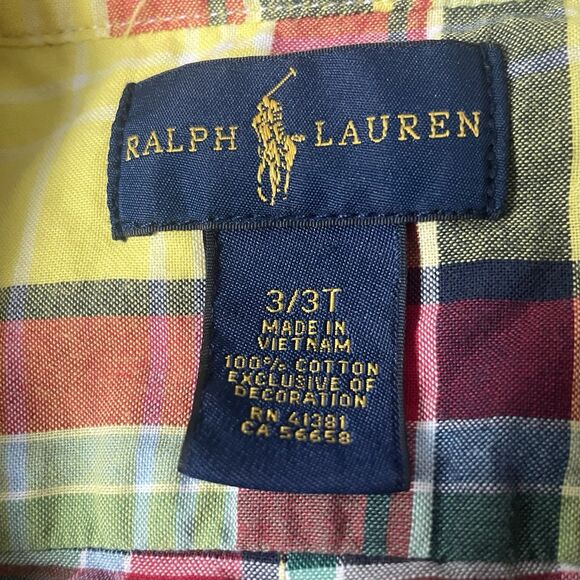 RALPH LAUREN
3/3T
MADE IN
VIETNAM
100% COTTON
EXCLUSIVE OF
DECORATION
RN 41381
CA 56658